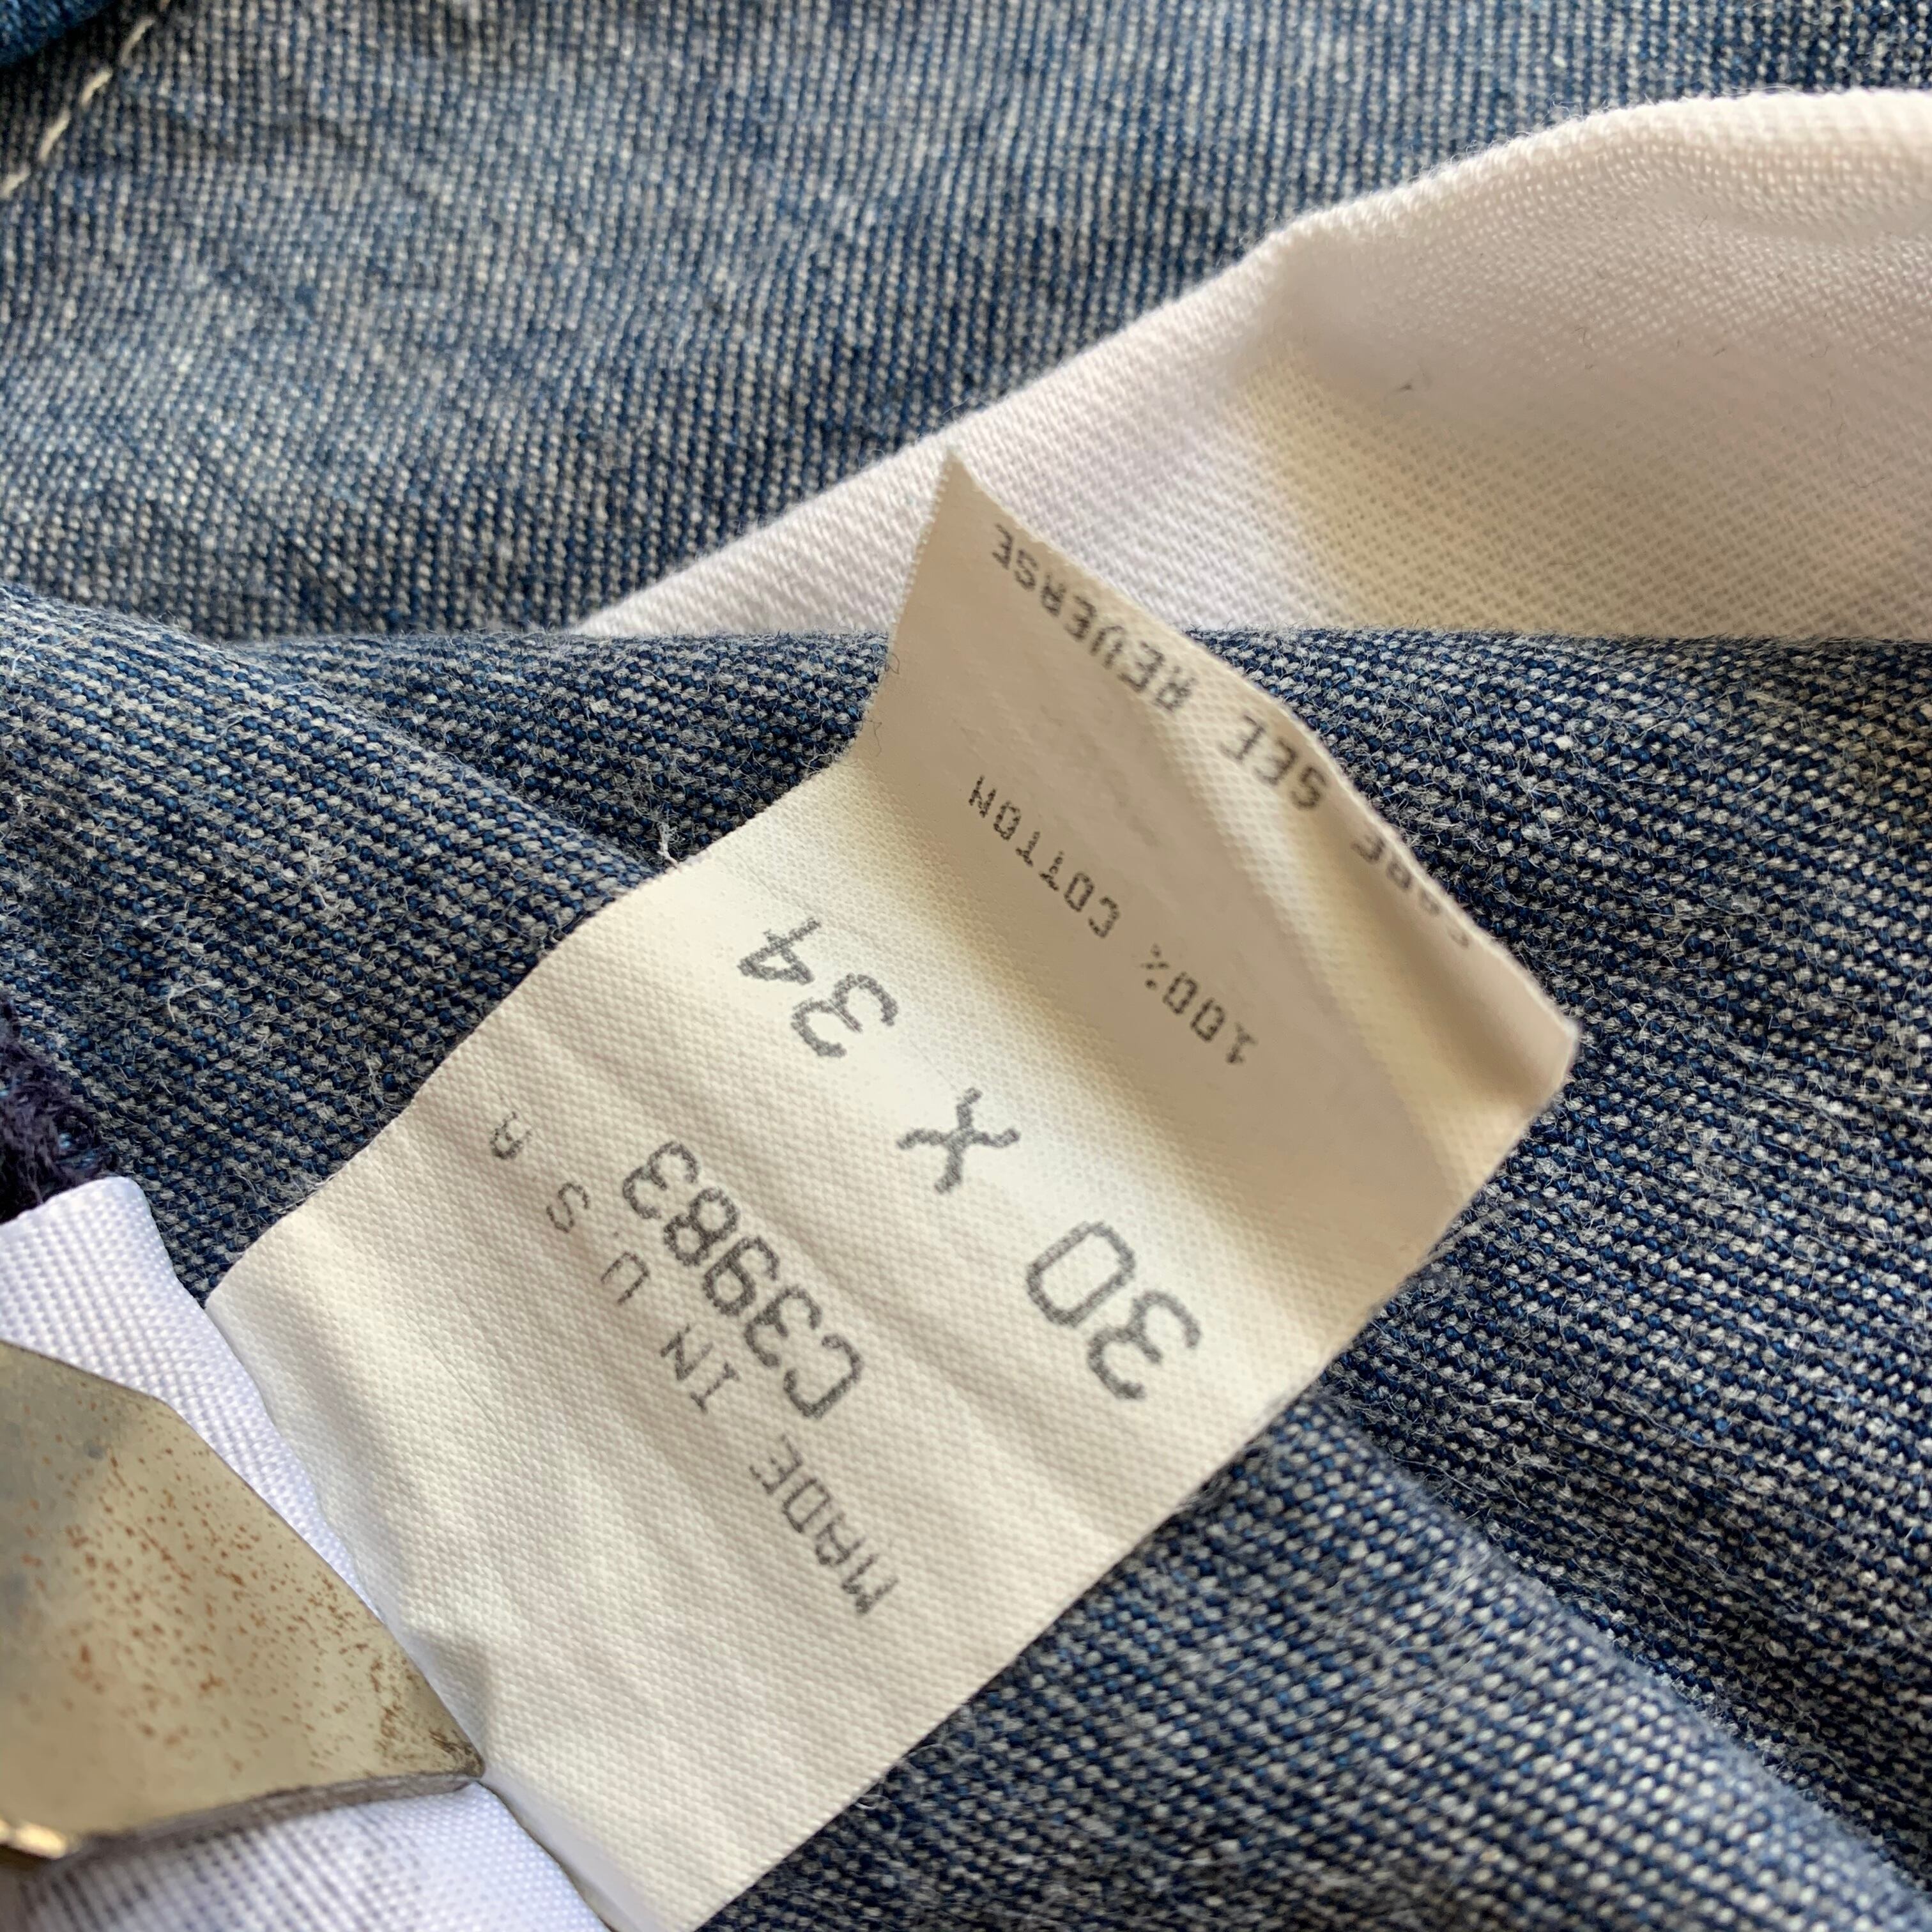 MADE IN U S A
C3983
30 X 34
100% COTTON
CARE SEE REVERSE